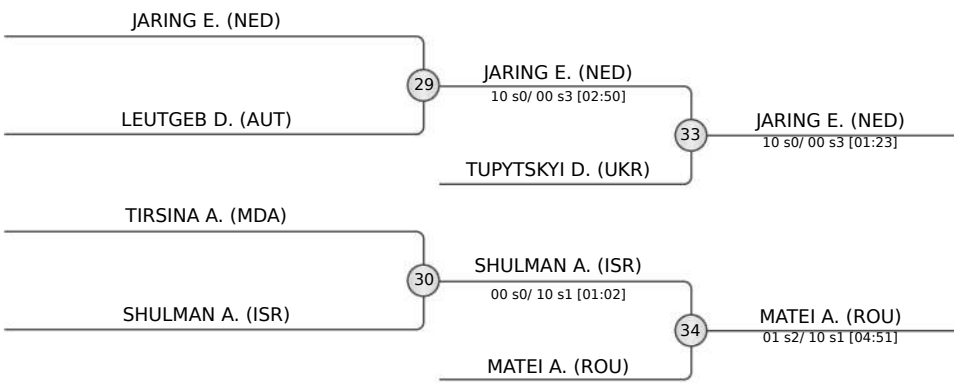 JARING E. (NED)
29
LEUTGEB D. (AUT)
JARING E. (NED)
10 s0/ 00 s3 [02:50]
33
TUPYTSKYI D. (UKR)
JARING E. (NED)
10 s0/ 00 s3 [01:23]
TIRSINA A. (MDA)
30
SHULMAN A. (ISR)
SHULMAN A. (ISR)
00 s0/ 10 s1 [01:02]
34
MATEI A. (ROU)
MATEI A. (ROU)
01 s2/ 10 s1 [04:51]